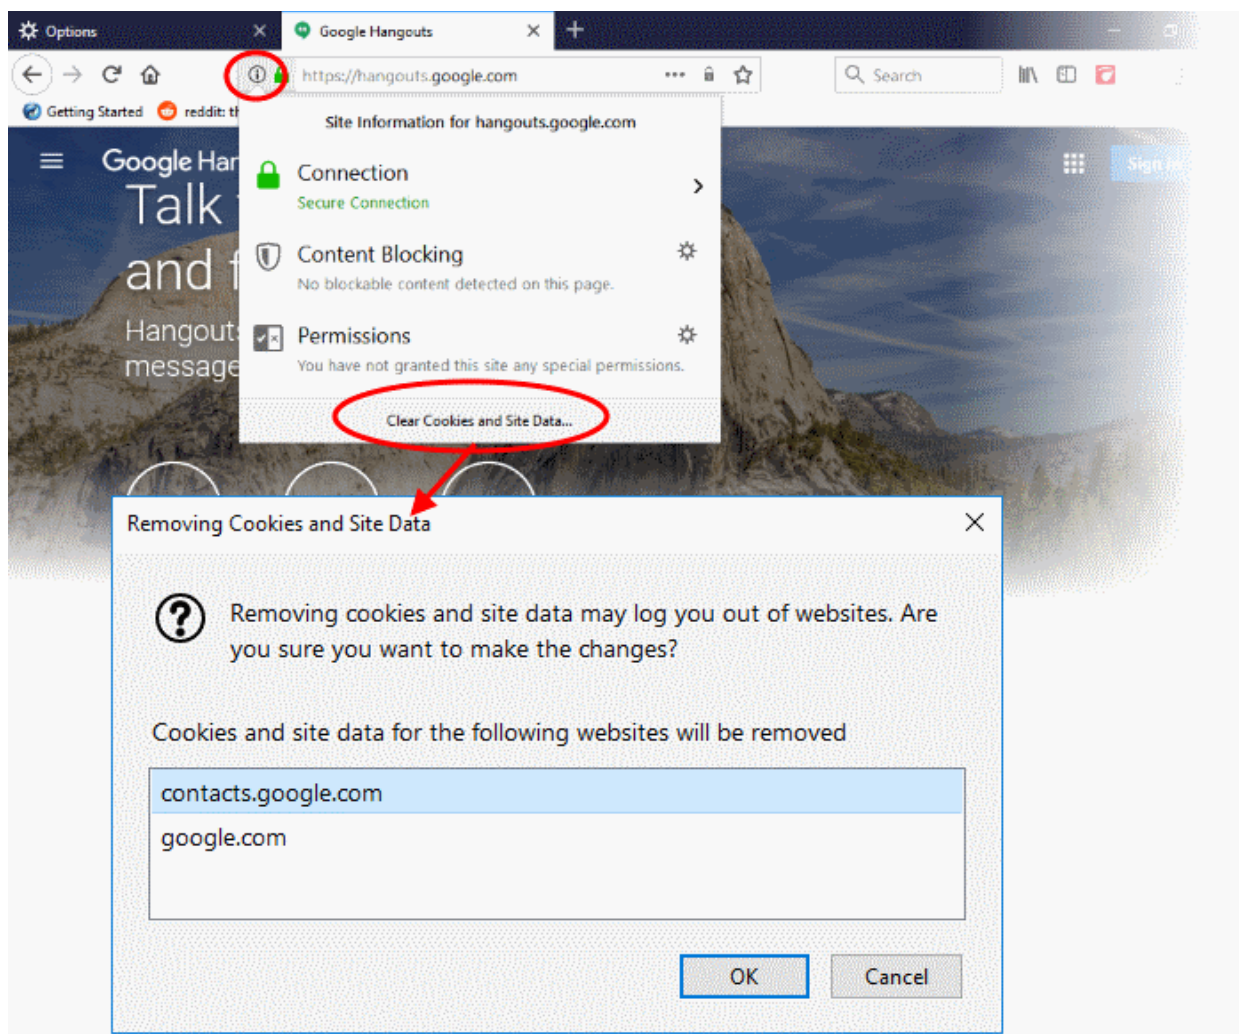 Options
Google Hangouts
https://hangouts.google.com
Search
Getting Started
reddit: th
Site Information for hangouts.google.com
Google Han
Sign in
Connection
Secure Connection
Talk
Content Blocking
and f
No blockable content detected on this page.
Hangouts
Permissions
message
You have not granted this site any special permissions.
Clear Cookies and Site Data...
Removing Cookies and Site Data
Removing cookies and site data may log you out of websites. Are
you sure you want to make the changes?
Cookies and site data for the following websites will be removed
contacts.google.com
google.com
OK
Cancel